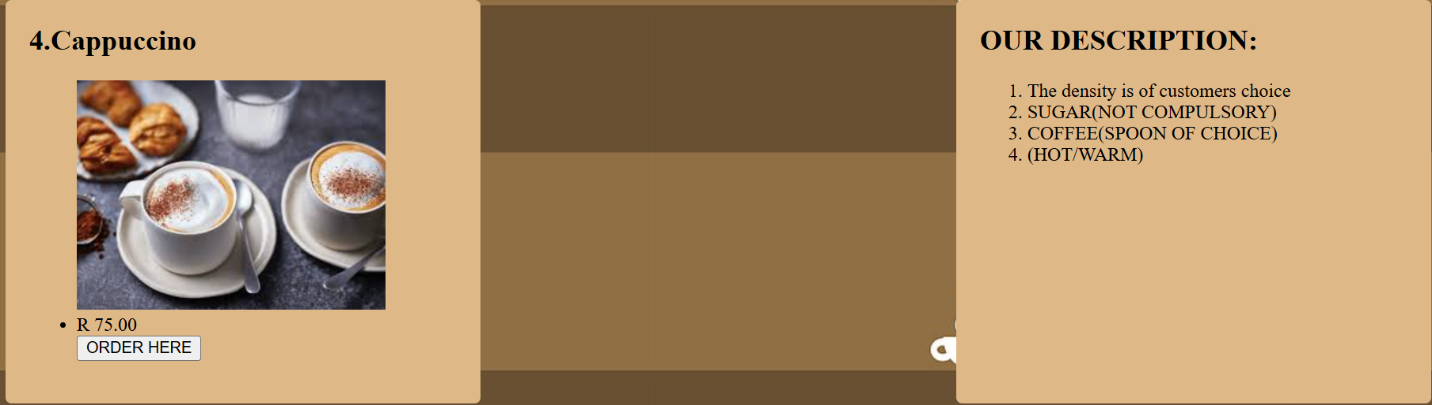 4.Cappuccino
R 75.00
ORDER HERE
OUR DESCRIPTION:
1. The density is of customers choice
2. SUGAR(NOT COMPULSORY)
3. COFFEE(SPOON OF CHOICE)
4. (HOT/WARM)